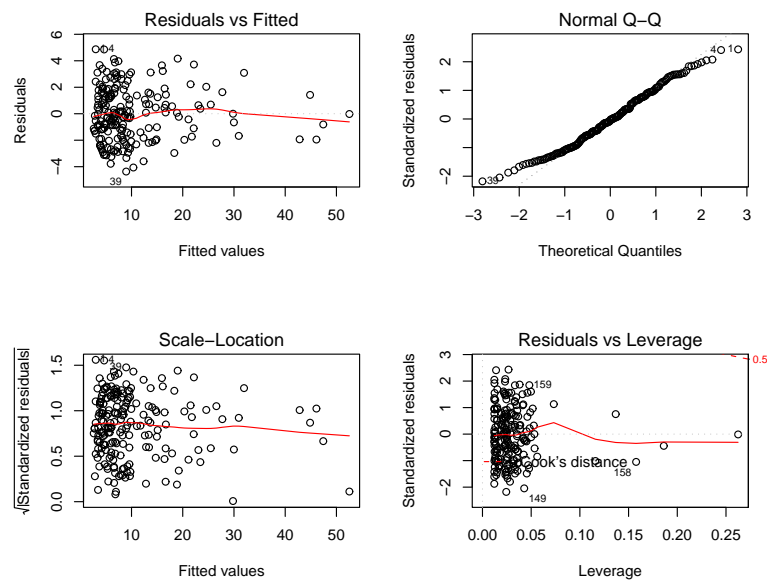 Residuals vs Fitted
Residuals
6
4
2
0
−4
4
1
39
10 20 30 40 50
Fitted values
Normal Q−Q
Standardized residuals
2
1
0
−2
4 1
39
−3 −2 −1 0 1 2 3
Theoretical Quantiles
Scale−Location
√|Standardized residuals|
1.5
1.0
0.5
0.0
4
39
10 20 30 40 50
Fitted values
Residuals vs Leverage
Standardized residuals
3
2
1
0
−2
0.5
159
Cook's distance
158
149
0.00 0.05 0.10 0.15 0.20 0.25
Leverage